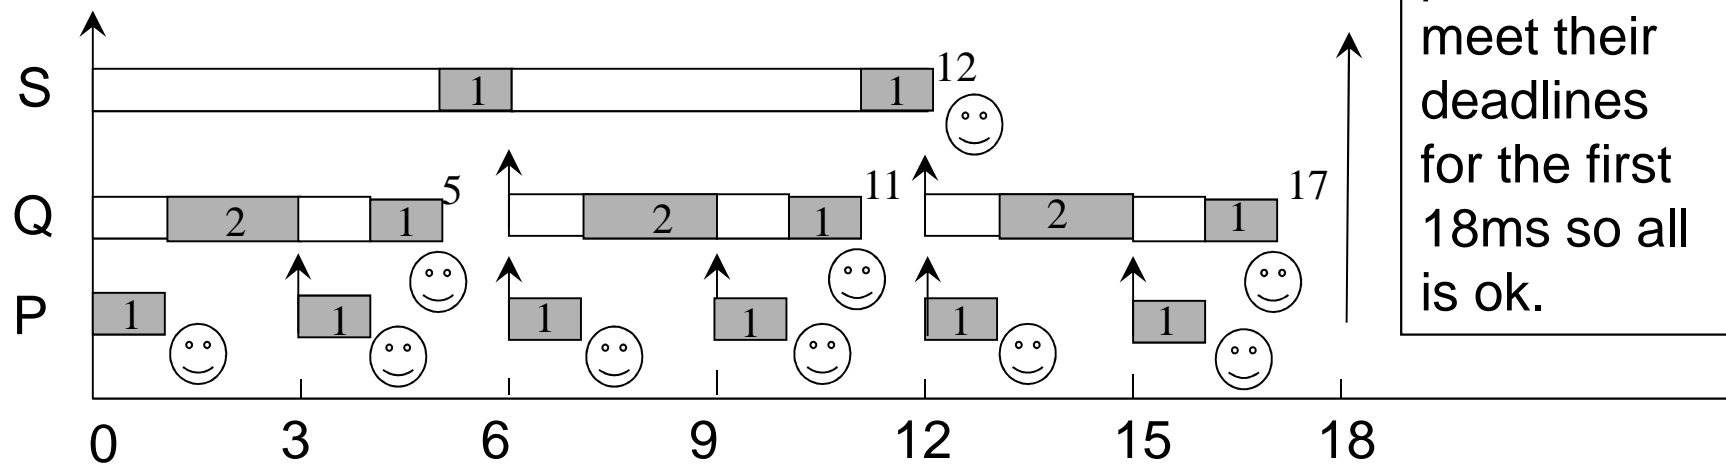 S 1 1 12
Q 2 1 5 2 1 11 2 1 17
P 1 1 1 1 1 1
0 3 6 9 12 15 18
meet their
deadlines
for the first
18ms so all
is ok.